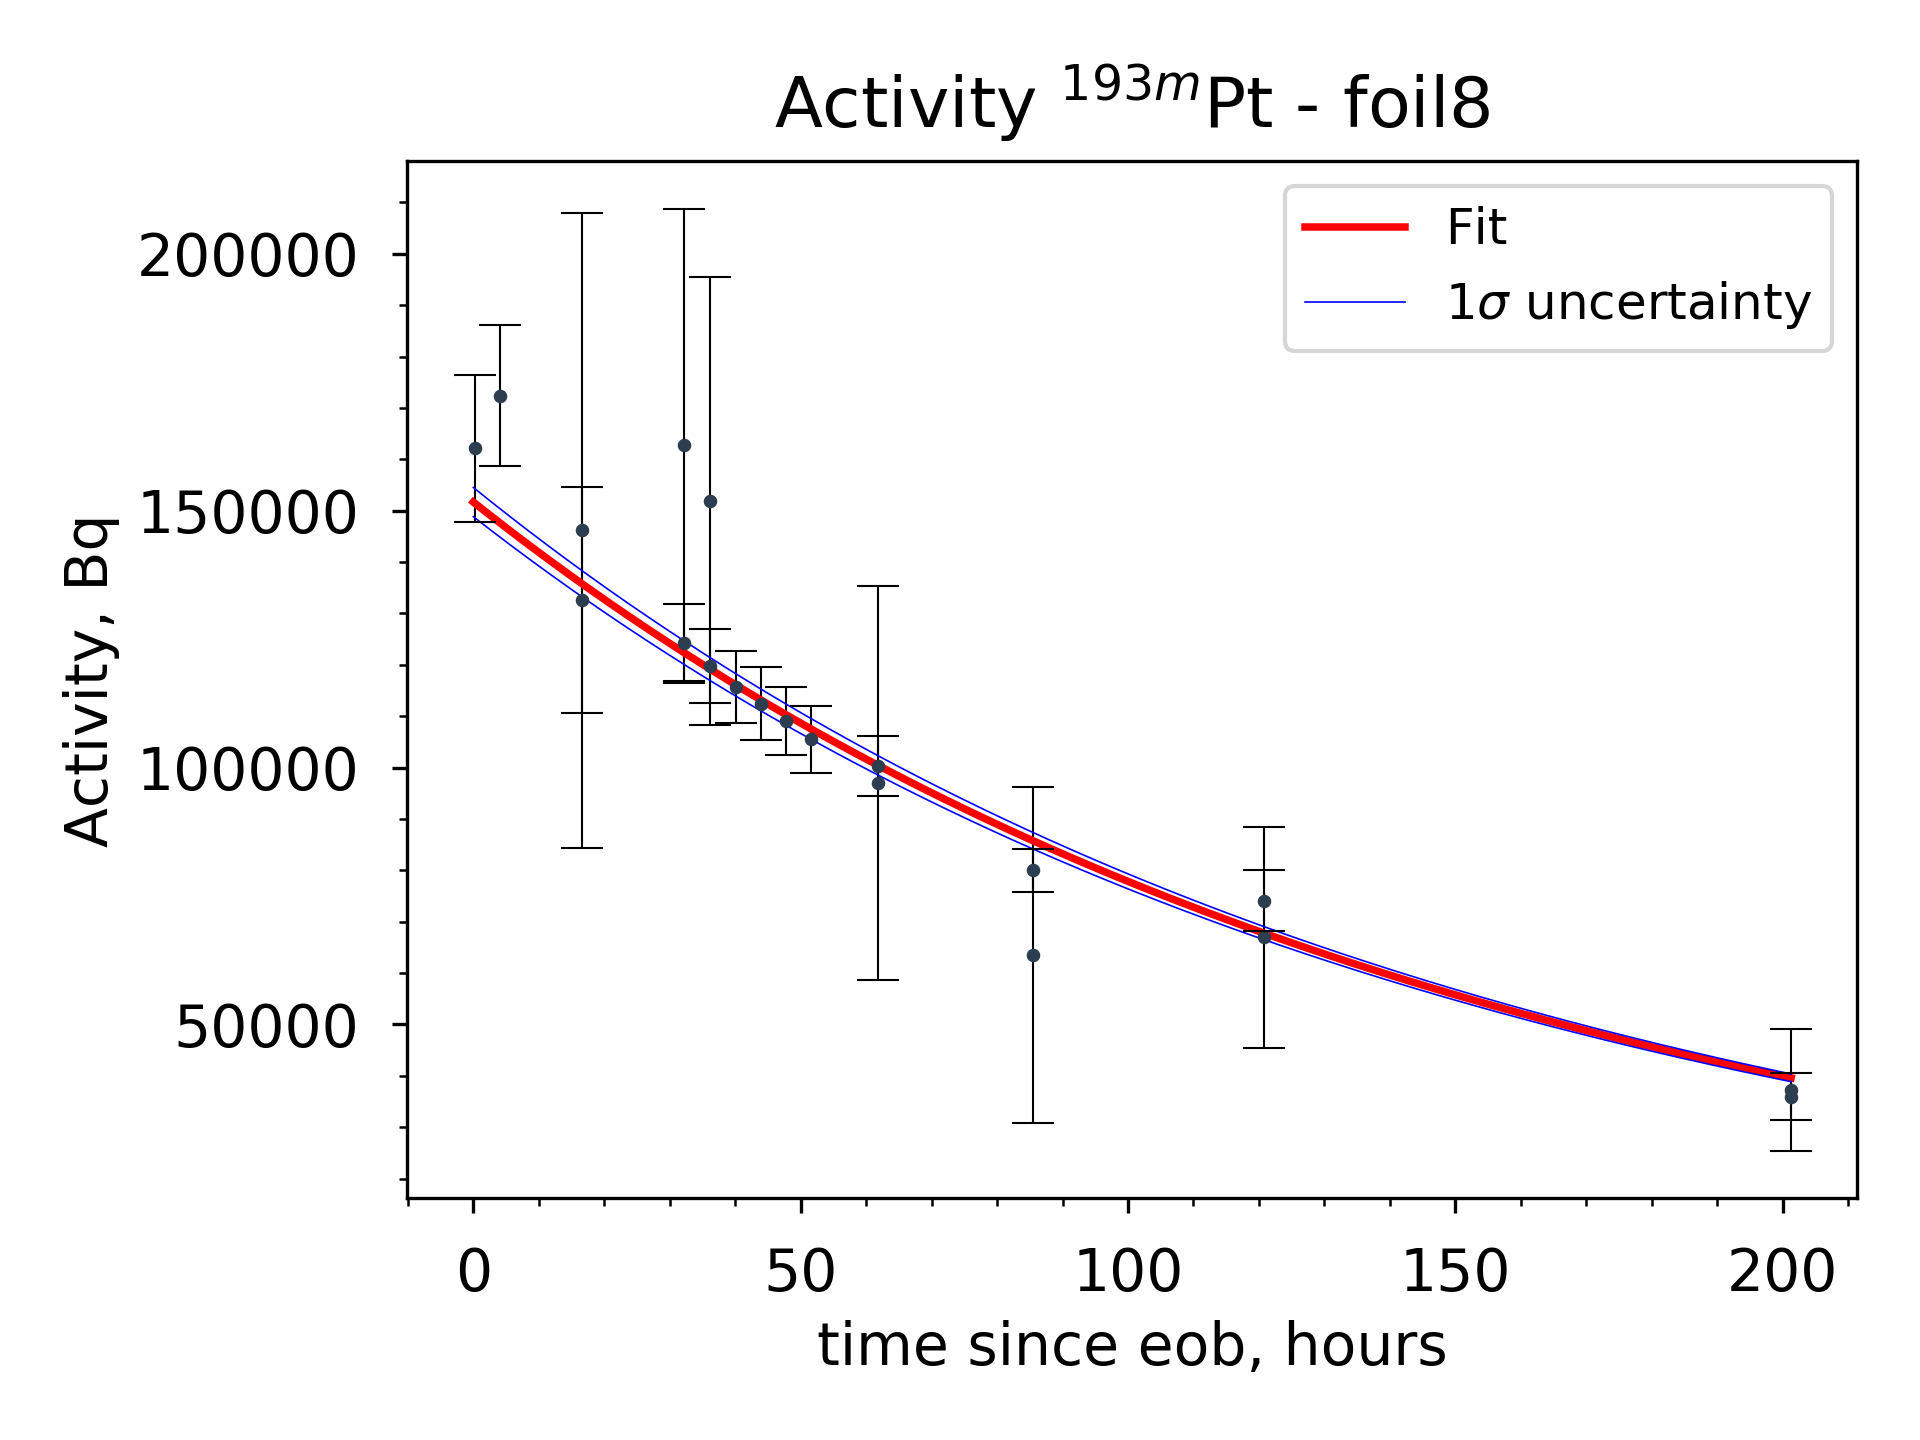 Activity ¹⁹³ᵐPt - foil8
Fit
1σ uncertainty
200000
150000
100000
50000
Activity, Bq
0 50 100 150 200
time since eob, hours